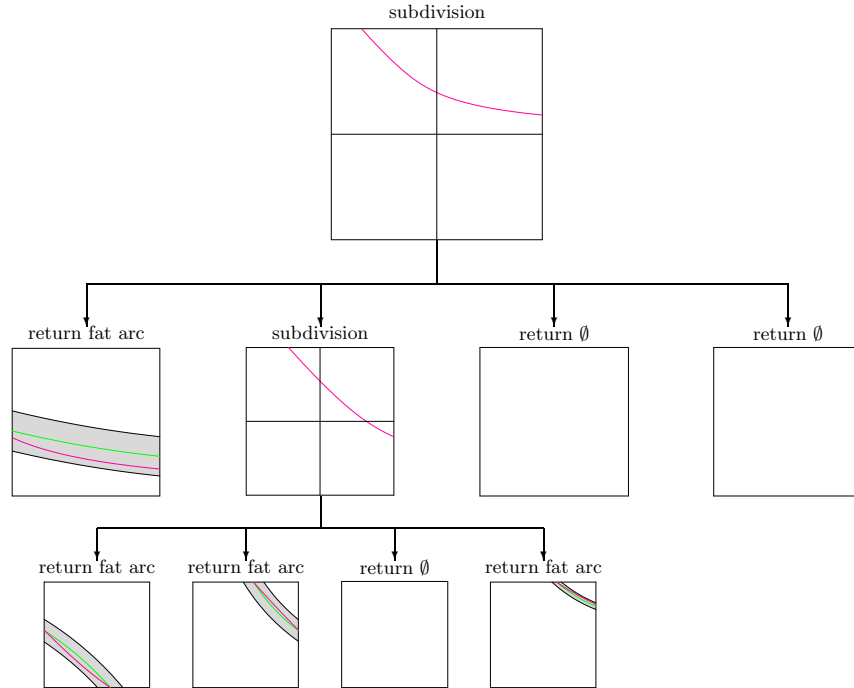 subdivision
return fat arc
subdivision
return ∅
return ∅
return fat arc
return fat arc
return ∅
return fat arc